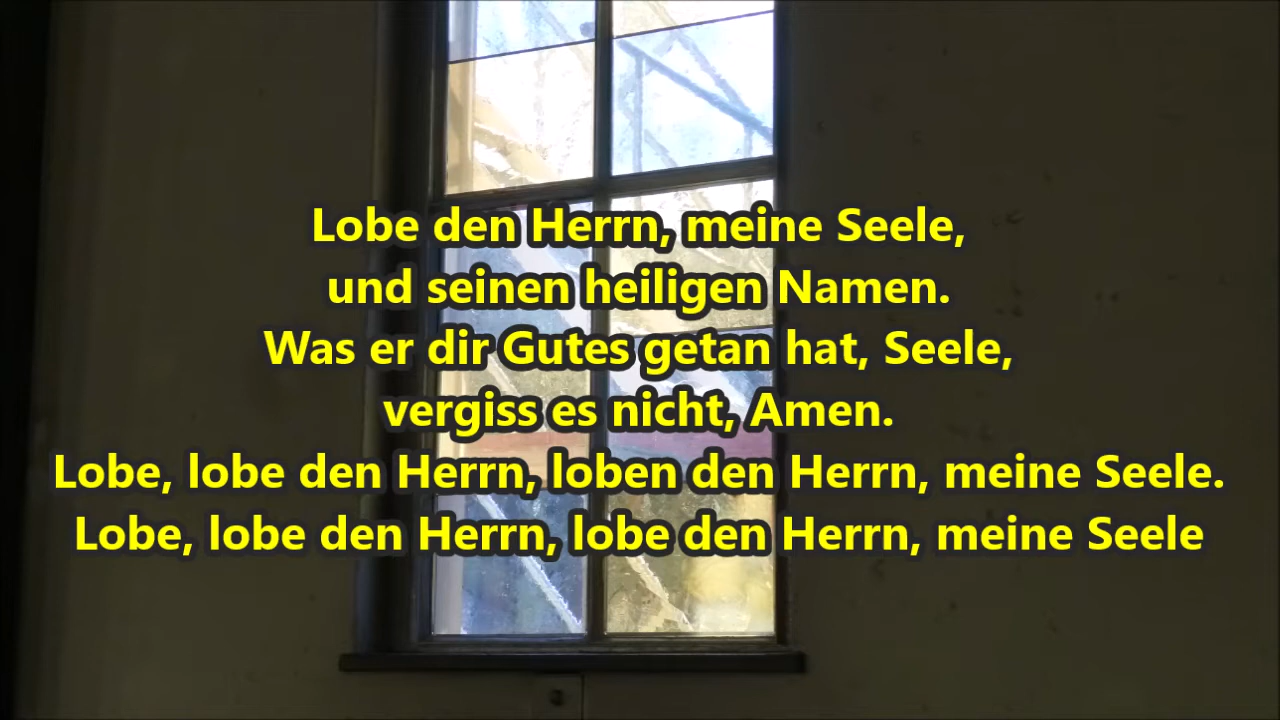 Lobe den Herrn, meine Seele,
und seinen heiligen Namen.
Was er dir Gutes getan hat, Seele,
vergiss es nicht, Amen.
Lobe, lobe den Herrn, loben den Herrn, meine Seele.
Lobe, lobe den Herrn, lobe den Herrn, meine Seele